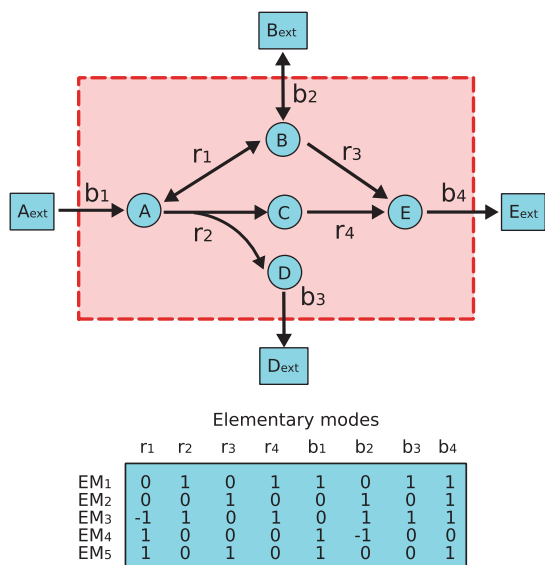 Bext
b2
B
r1
r3
b1
b4
Aext
A
C
E
Eext
r2
r4
D
b3
Dext
Elementary modes
r1 r2 r3 r4 b1 b2 b3 b4
EM1 0 1 0 1 1 0 1 1
EM2 0 0 1 0 0 1 0 1
EM3 -1 1 0 1 0 1 1 1
EM4 1 0 0 0 1 -1 0 0
EM5 1 0 1 0 1 0 0 1